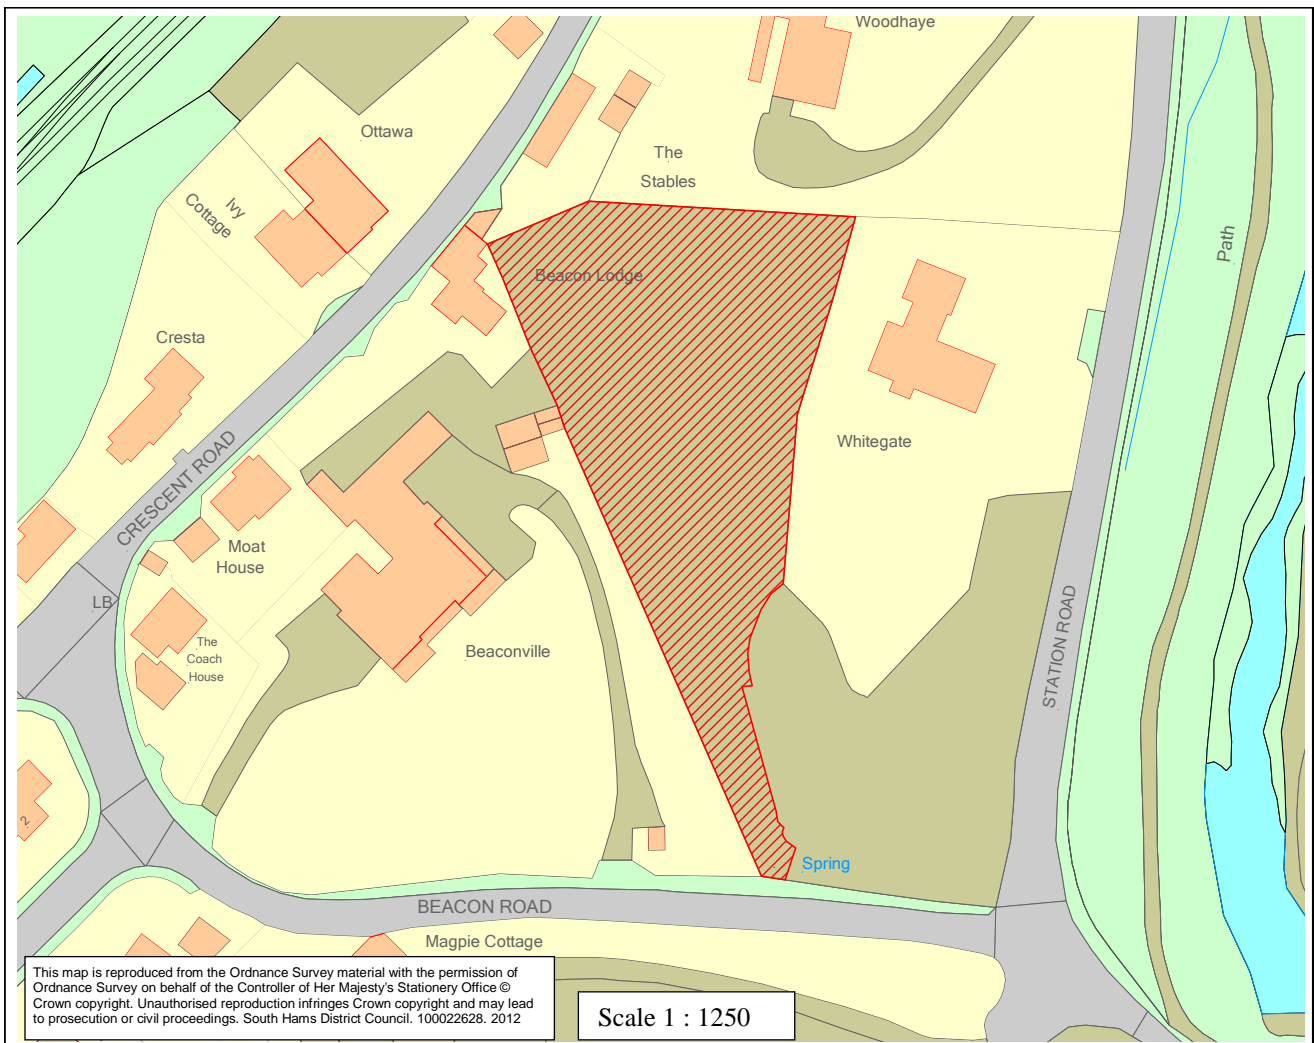 Woodhaye
Ottawa
The
Stables
Ivy
Cottage
Path
Beacon Lodge
Cresta
Whitegate
CRESCENT ROAD
Moat
House
LB
The
Coach
House
Beaconville
STATION ROAD
2
Spring
BEACON ROAD
Magpie Cottage
This map is reproduced from the Ordnance Survey material with the permission of
Ordnance Survey on behalf of the Controller of Her Majesty's Stationery Office ©
Crown copyright. Unauthorised reproduction infringes Crown copyright and may lead
to prosecution or civil proceedings. South Hams District Council. 100022628. 2012
Scale 1 : 1250